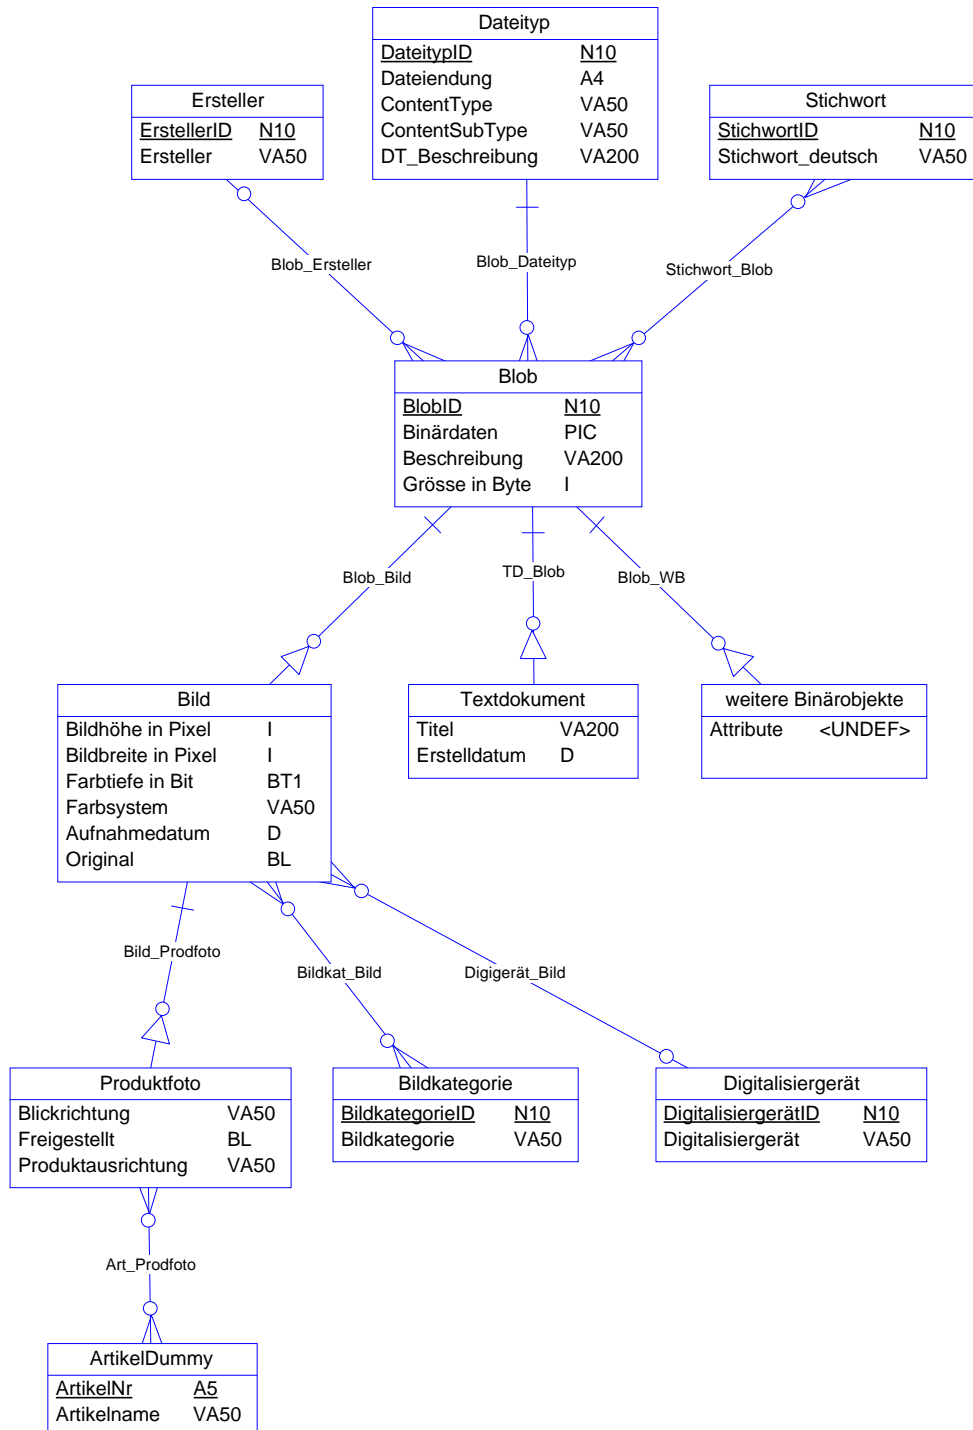 Dateityp
DateitypID N10
Dateiendung A4
ContentType VA50
ContentSubType VA50
DT_Beschreibung VA200
Ersteller
ErstellerID N10
Ersteller VA50
Stichwort
StichwortID N10
Stichwort_deutsch VA50
Blob_Ersteller
Blob_Dateityp
Stichwort_Blob
Blob
BlobID N10
Binärdaten PIC
Beschreibung VA200
Grösse in Byte I
Blob_Bild
TD_Blob
Blob_WB
Bild
Bildhöhe in Pixel I
Bildbreite in Pixel I
Farbtiefe in Bit BT1
Farbsystem VA50
Aufnahmedatum D
Original BL
Textdokument
Titel VA200
Erstelldatum D
weitere Binärobjekte
Attribute <UNDEF>
Bild_Prodfoto
Bildkat_Bild
Digigerät_Bild
Produktfoto
Blickrichtung VA50
Freigestellt BL
Produktausrichtung VA50
Bildkategorie
BildkategorieID N10
Bildkategorie VA50
Digitalisiergerät
DigitalisiergerätID N10
Digitalisiergerät VA50
Art_Prodfoto
ArtikelDummy
ArtikelNr A5
Artikelname VA50